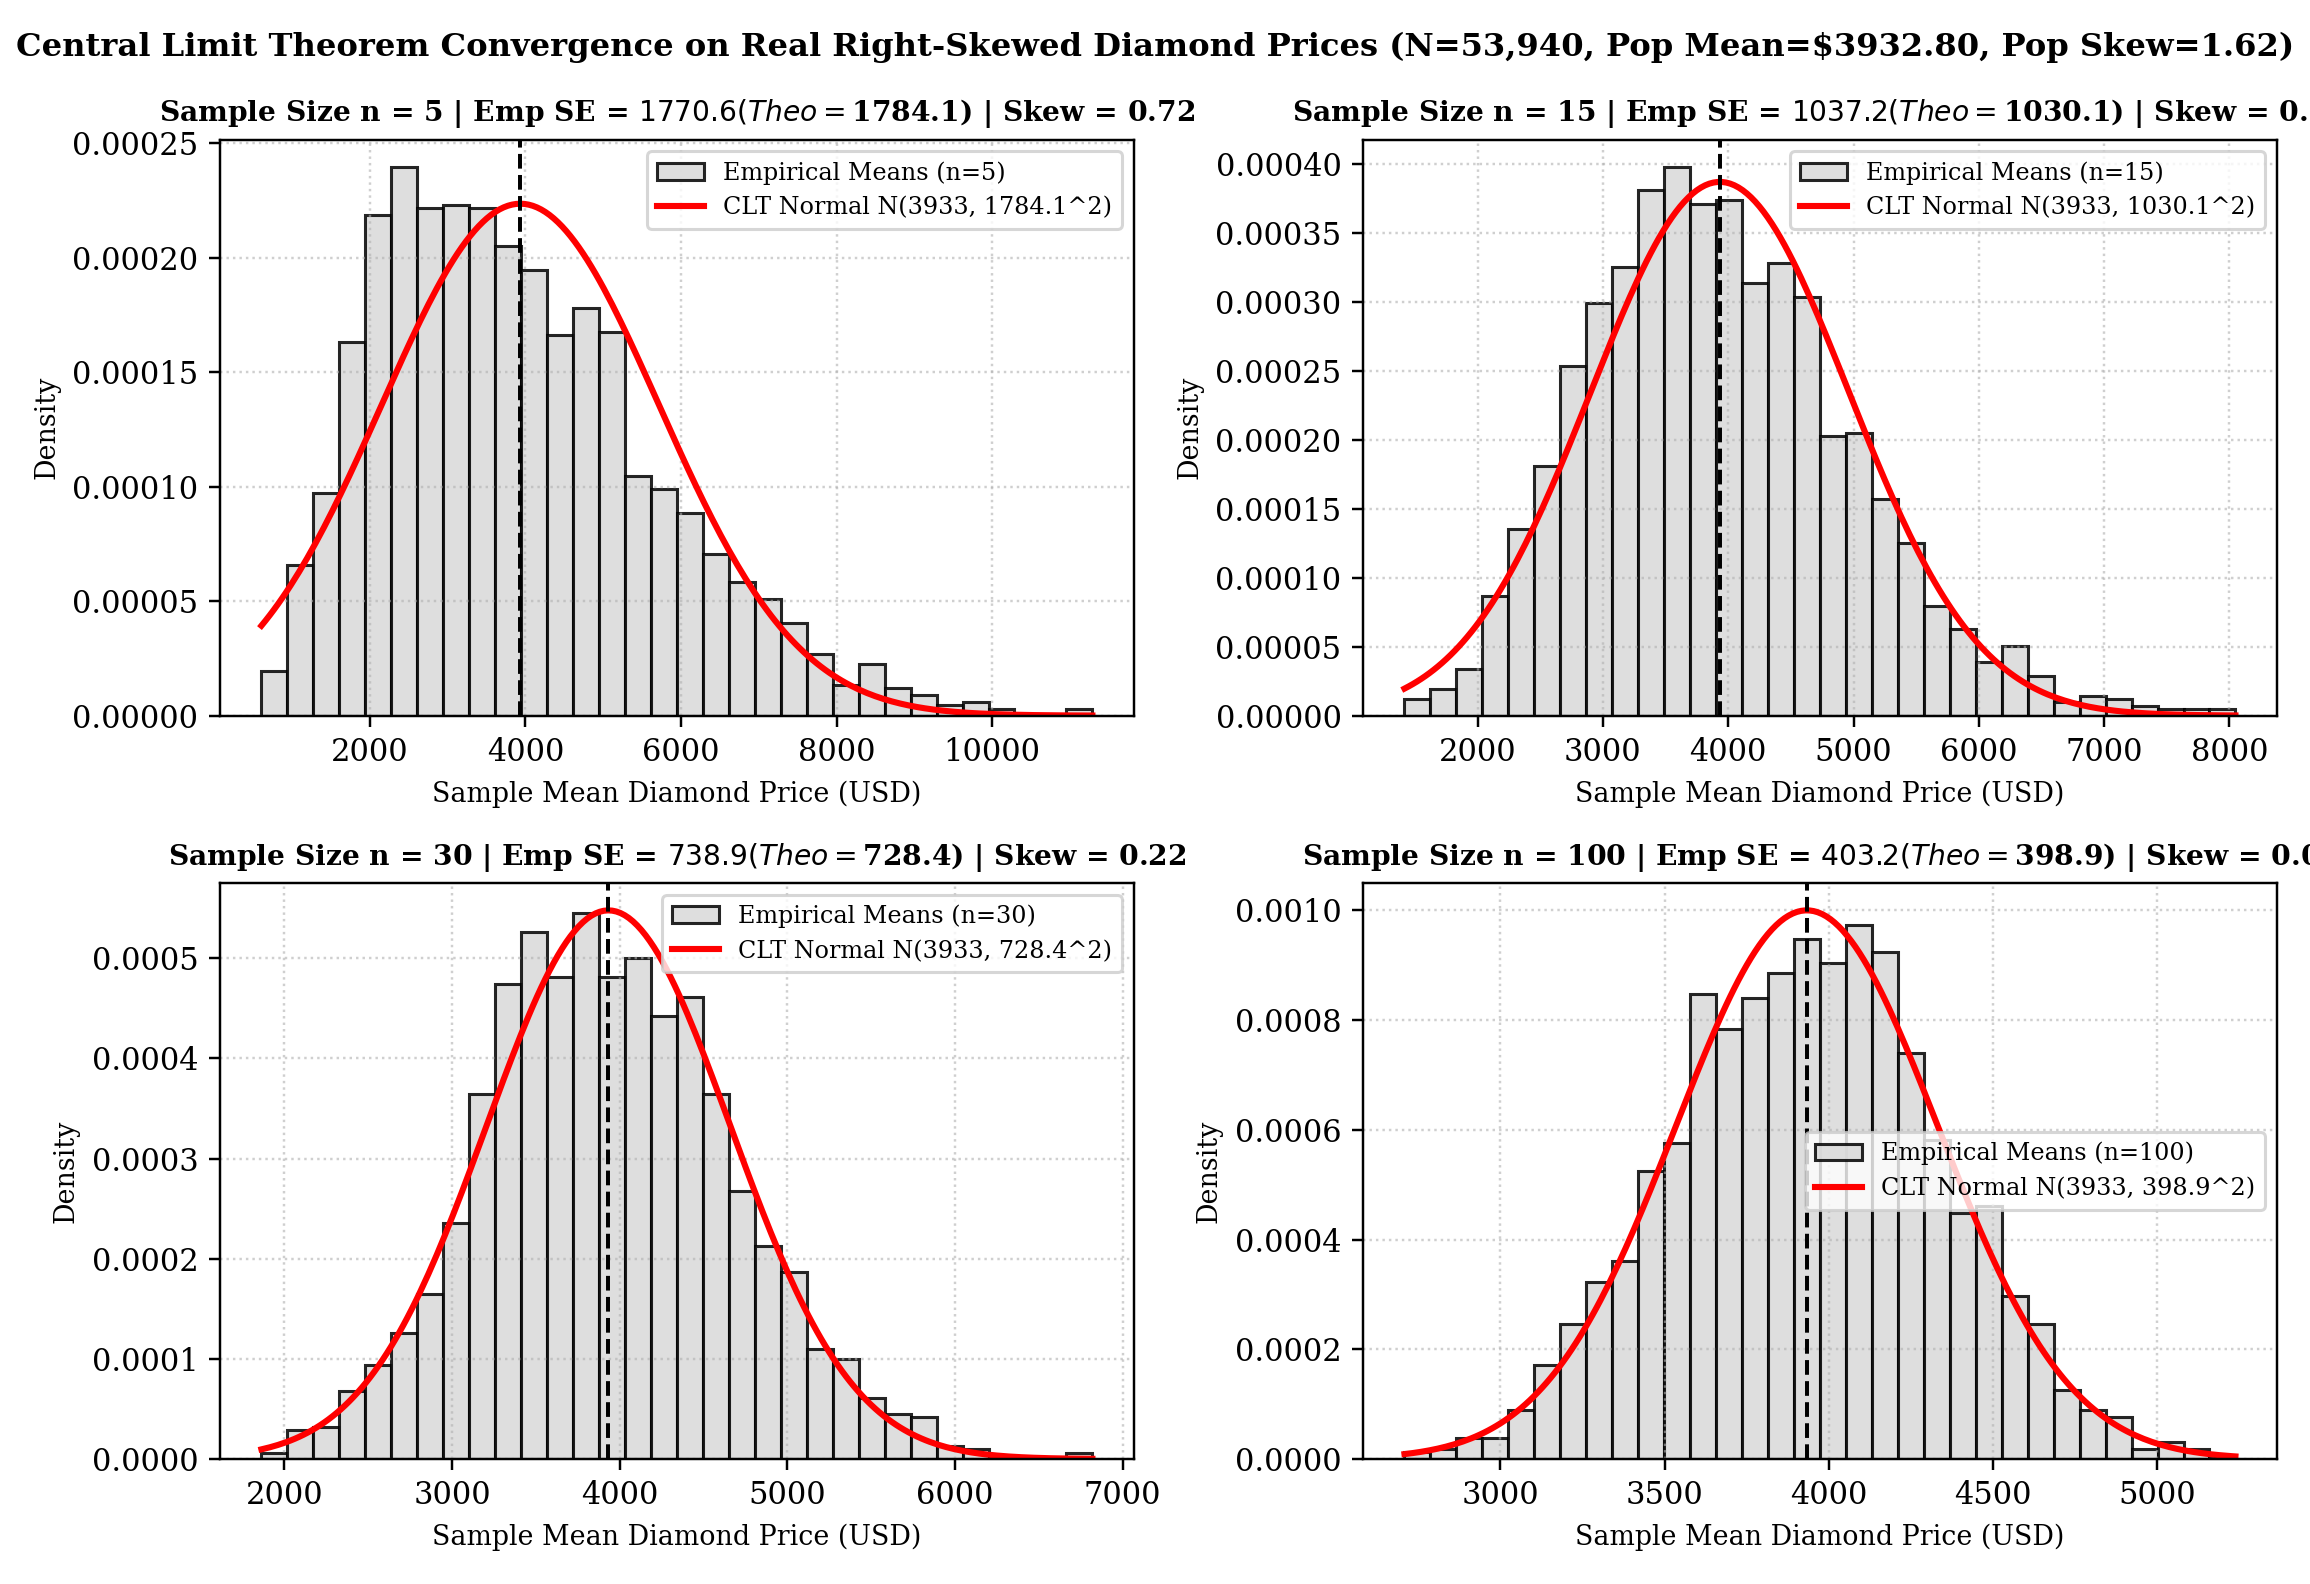 Central Limit Theorem Convergence on Real Right-Skewed Diamond Prices (N=53,940, Pop Mean=$3932.80, Pop Skew=1.62)
Sample Size n = 5 | Emp SE = 1770.6(Theo=1784.1) | Skew = 0.72
0.00025
0.00020
0.00015
0.00010
0.00005
0.00000
Density
Empirical Means (n=5)
CLT Normal N(3933, 1784.1^2)
2000 4000 6000 8000 10000
Sample Mean Diamond Price (USD)
Sample Size n = 15 | Emp SE = 1037.2(Theo=1030.1) | Skew = 0.
0.00040
0.00035
0.00030
0.00025
0.00020
0.00015
0.00010
0.00005
0.00000
Density
Empirical Means (n=15)
CLT Normal N(3933, 1030.1^2)
2000 3000 4000 5000 6000 7000 8000
Sample Mean Diamond Price (USD)
Sample Size n = 30 | Emp SE = 738.9(Theo=728.4) | Skew = 0.22
0.0005
0.0004
0.0003
0.0002
0.0001
0.0000
Density
Empirical Means (n=30)
CLT Normal N(3933, 728.4^2)
2000 3000 4000 5000 6000 7000
Sample Mean Diamond Price (USD)
Sample Size n = 100 | Emp SE = 403.2(Theo=398.9) | Skew = 0.0
0.0010
0.0008
0.0006
0.0004
0.0002
0.0000
Density
Empirical Means (n=100)
CLT Normal N(3933, 398.9^2)
3000 3500 4000 4500 5000
Sample Mean Diamond Price (USD)